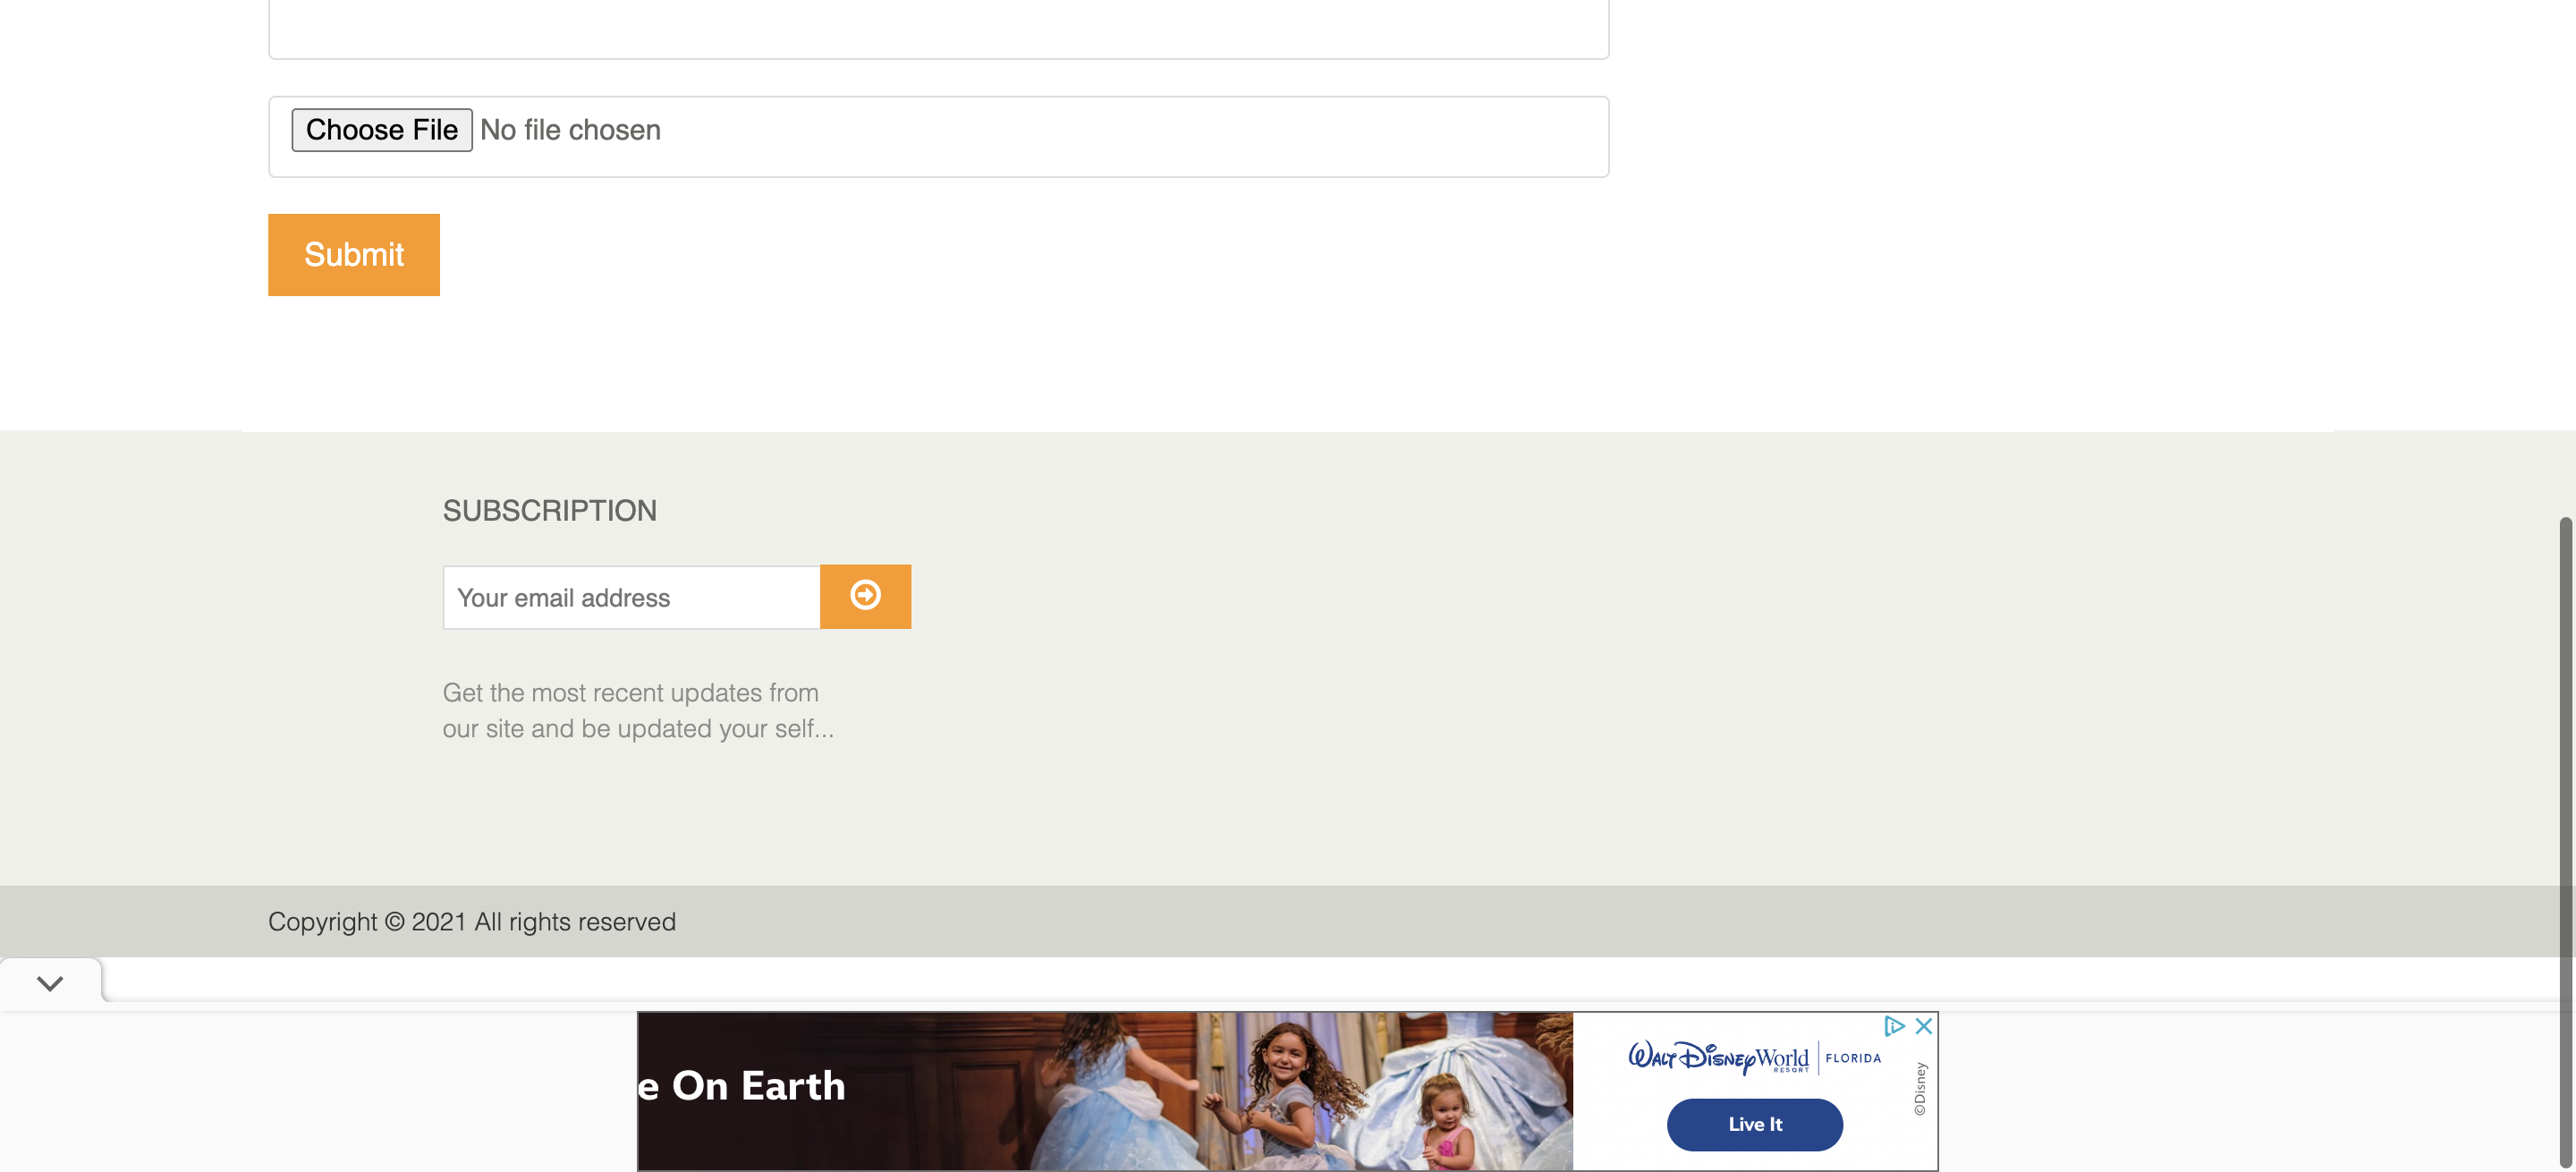 Choose File No file chosen
Submit
SUBSCRIPTION
Your email address
Get the most recent updates from
our site and be updated your self...
Copyright © 2021 All rights reserved
e On Earth
WALT DISNEY World
RESORT
FLORIDA
Live It
©Disney